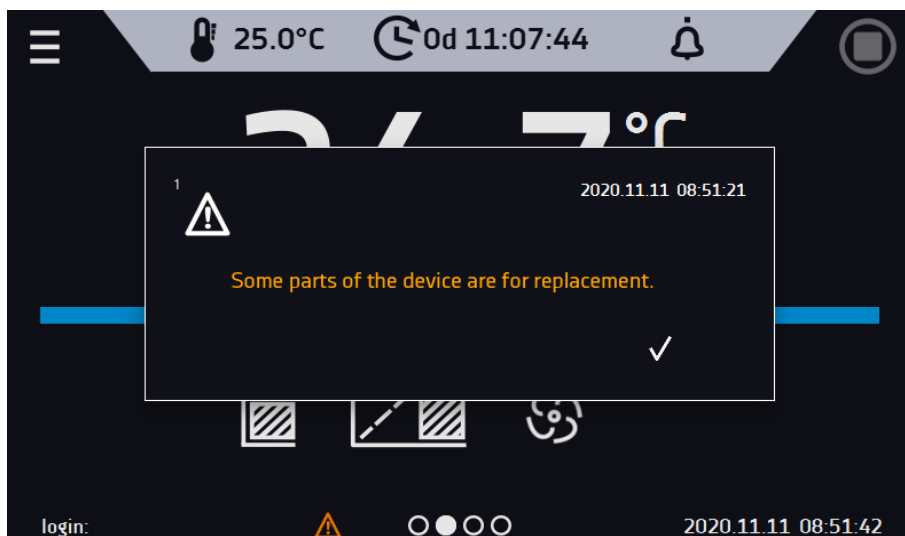 25.0°C
0d 11:07:44
°C
1
2020.11.11 08:51:21
Some parts of the device are for replacement.
login:
2020.11.11 08:51:42